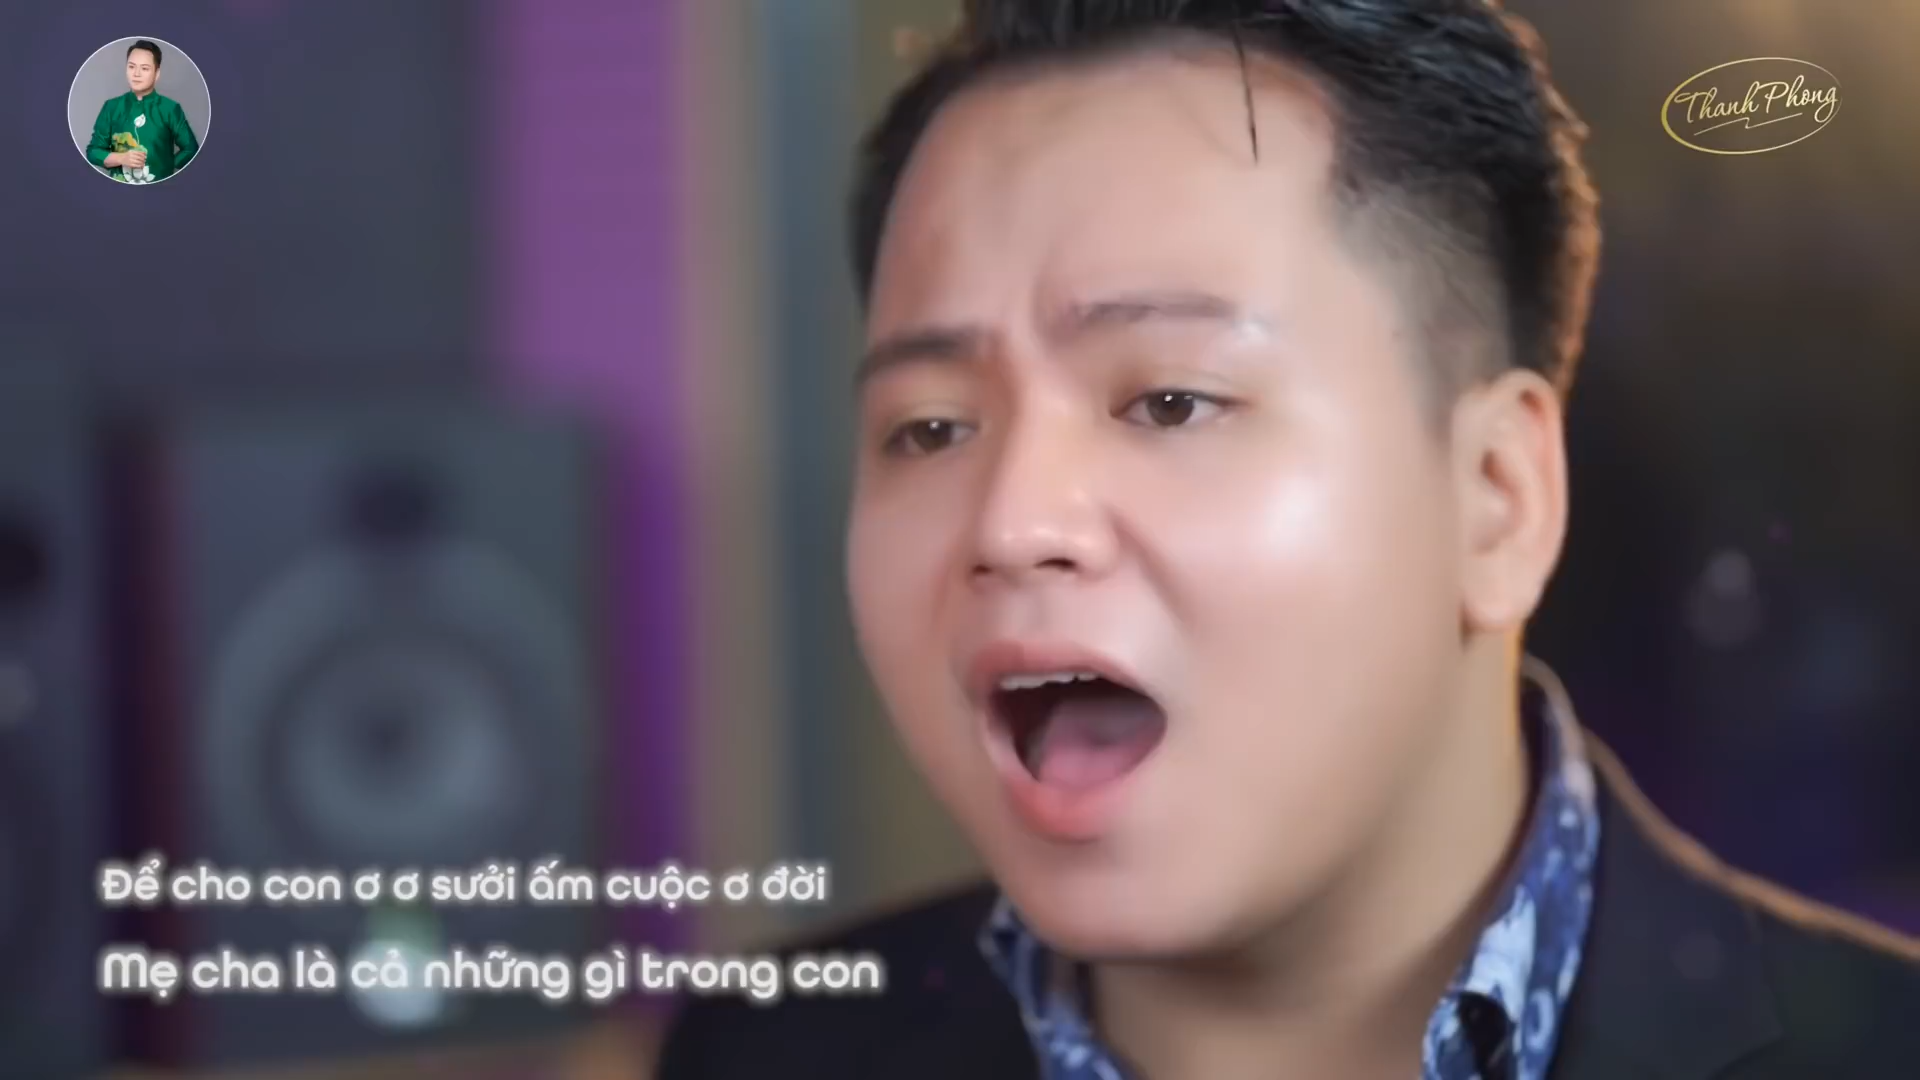 Thanh Phong
Để cho con ơ ơ sưởi ấm cuộc ơ đời
Mẹ cha là cả những gì trong con